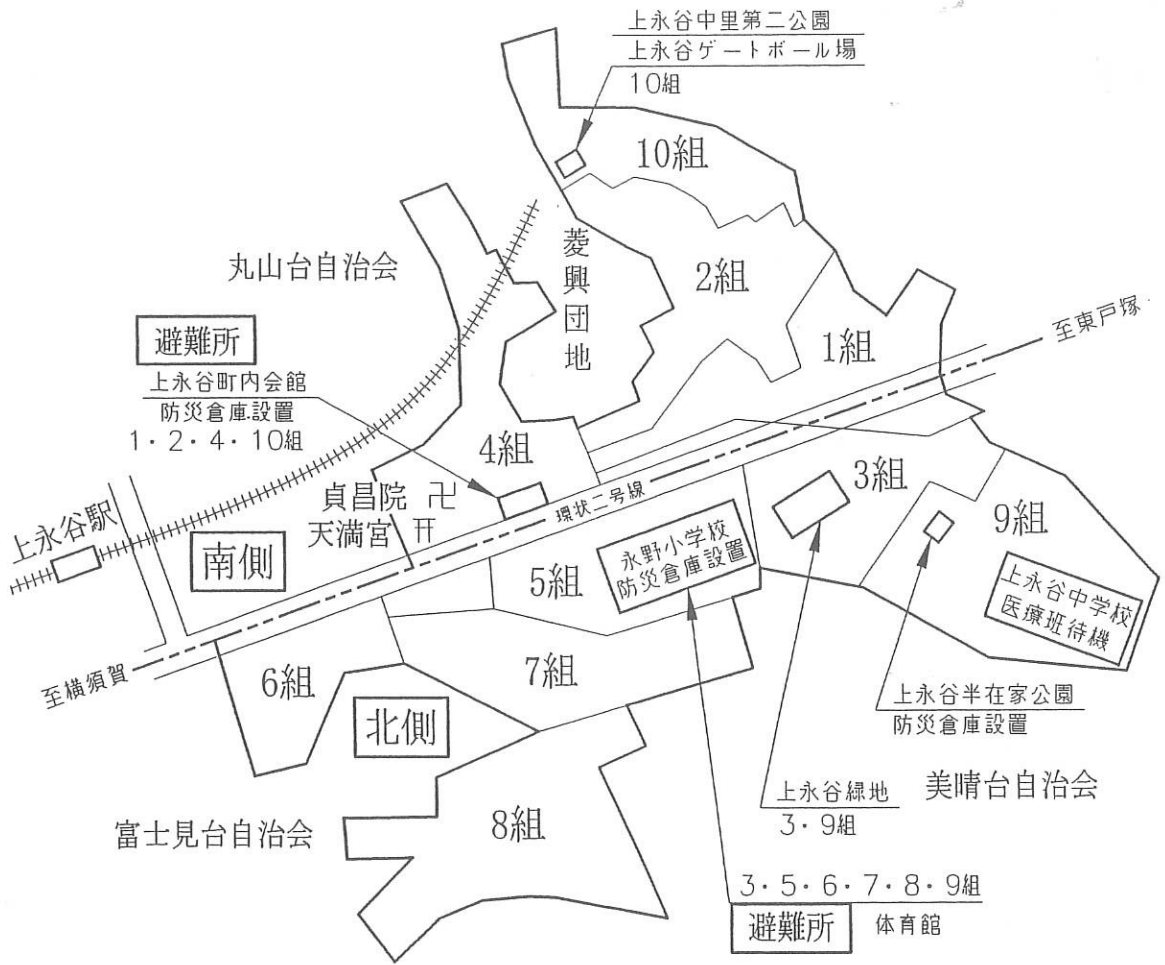 上永谷中里第二公園
上永谷ゲートボール場
10組
10組
丸山台自治会
菱興団地
2組
至東戸塚
避難所
1組
上永谷町内会館
防災倉庫設置
1・2・4・10組
4組
3組
貞昌院 卍
天満宮
環状二号線
9組
上永谷駅
南側
永野小学校
防災倉庫設置
5組
上永谷中学校
医療班待機
至横須賀
6組
7組
上永谷半在家公園
防災倉庫設置
北側
上永谷緑地
3・9組
美晴台自治会
富士見台自治会
8組
3・5・6・7・8・9組
避難所 体育館